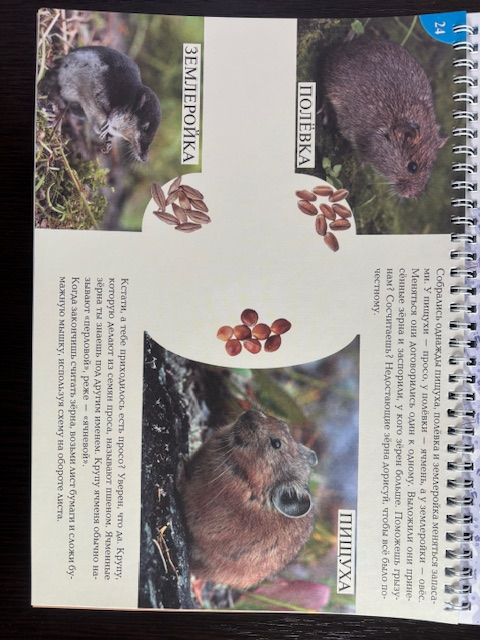 24
Собрались однажды пищуха, полёвка и землеройка меняться запаса-
ми. У пищухи — просо, у полёвки — ячмень, а у землеройки — овёс.
Меняться они договорились один к одному. Выложили они прине-
сённые зёрна и заспорили, у кого зёрен больше. Поможешь грызу-
нам? Сосчитаешь? Недостающие зёрна дорисуй, чтобы всё было по-
честному.
ПОЛЁВКА
ПИЩУХА
ЗЕМЛЕРОЙКА
Кстати, а тебе приходилось есть просо? Уверен, что да. Крупу,
которую делают из семян проса, называют пшеном. Ячменные
зёрна ты знаешь под другим именем. Крупу ячменя обычно на-
зывают «перловой», реже — «ячневой».
Когда закончишь считать зёрна, возьми лист бумаги и сложи бу-
мажную мышку, используя схему на обороте листа.